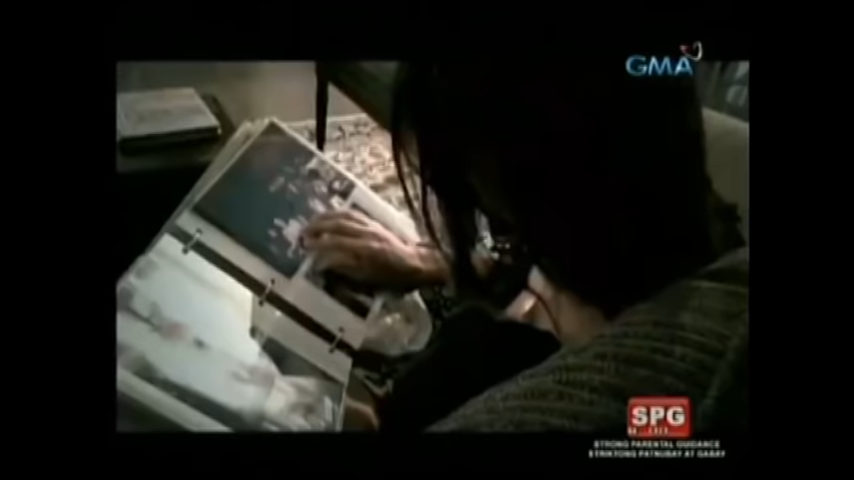 GMA
SPG
STRONG PARENTAL GUIDANCE
STRIKTONG PATNUBAY AT GABAY